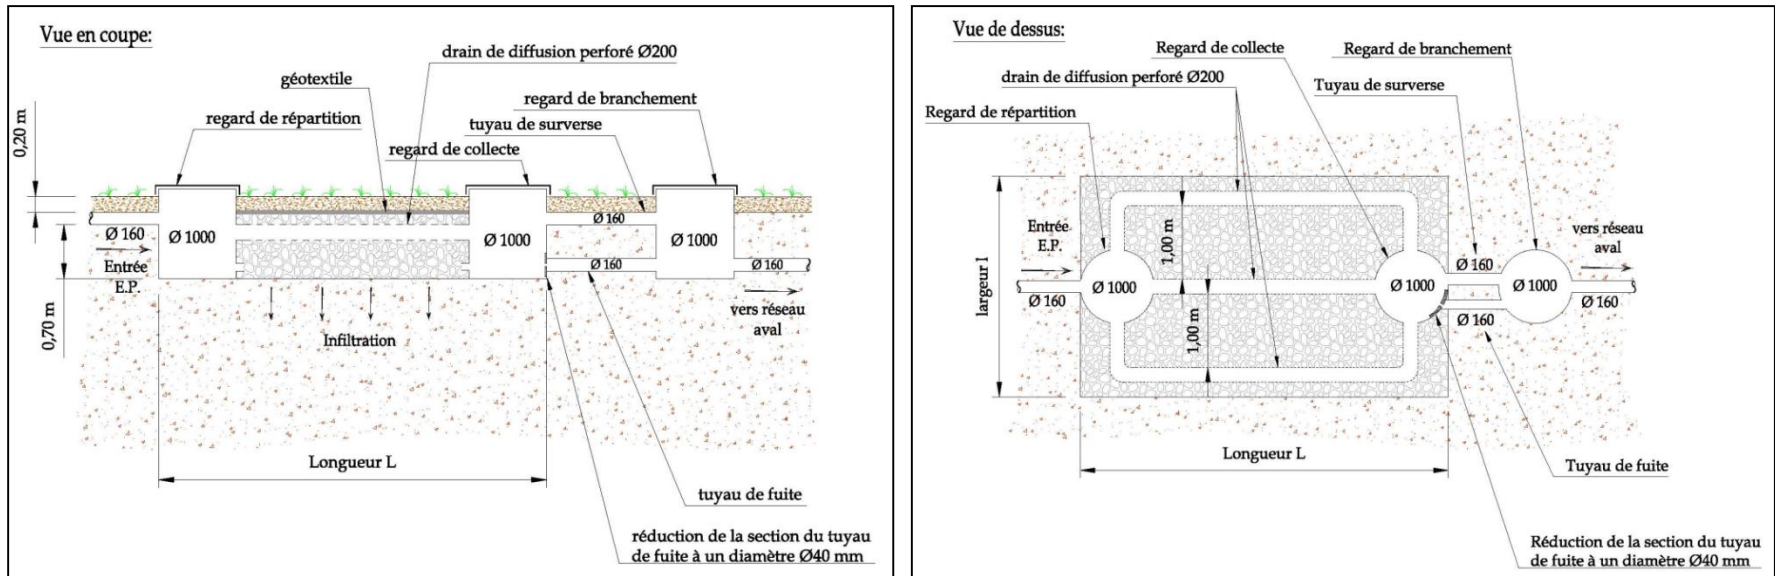 Vue en coupe:
drain de diffusion perforé Ø200
géotextile
regard de branchement
regard de répartition
tuyau de surverse
regard de collecte
0,20 m
Ø 160
Ø 160
Ø 1000
Ø 1000
Ø 1000
Entrée
E.P.
Ø 160
Ø 160
0,70 m
Infiltration
vers réseau
aval
Longueur L
tuyau de fuite
réduction de la section du tuyau
de fuite à un diamètre Ø40 mm
Vue de dessus:
Regard de collecte
Regard de branchement
drain de diffusion perforé Ø200
Tuyau de surverse
Regard de répartition
Entrée
E.P.
1,00 m
vers réseau
aval
largeur l
Ø 160
Ø 1000
Ø 1000
Ø 1000
Ø 160
Ø 160
Ø 160
1,00 m
Longueur L
Tuyau de fuite
Réduction de la section du tuyau
de fuite à un diamètre Ø40 mm